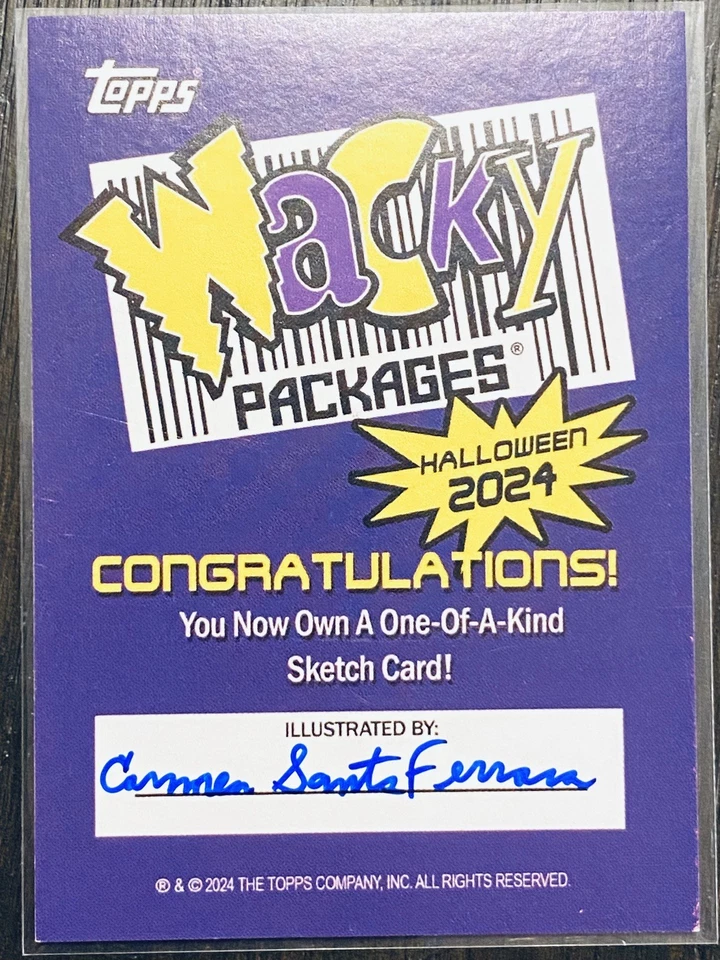 TOPPS
WACKY
PACKAGES®
HALLOWEEN
2024
CONGRATULATIONS!
You Now Own A One-Of-A-Kind
Sketch Card!
ILLUSTRATED BY:
Carmen Santa Ferrara
® & © 2024 THE TOPPS COMPANY, INC. ALL RIGHTS RESERVED.